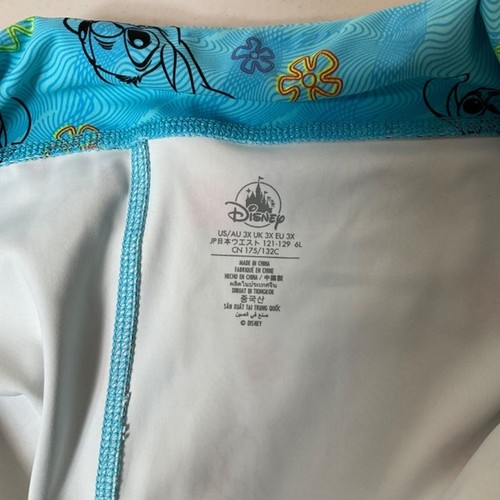 Disney
US/AU 3X UK 3X EU 3X
JP日本ウエスト 121-129 6L
CN 175/132C
MADE IN CHINA
FABRIQUÉ EN CHINE
HECHO EN CHINA / 中國製
ผลิตในประเทศจีน
DIBUAT DI TIONGKOK
중국산
SẢN XUẤT TẠI TRUNG QUỐC
صنع في الصين
© DISNEY